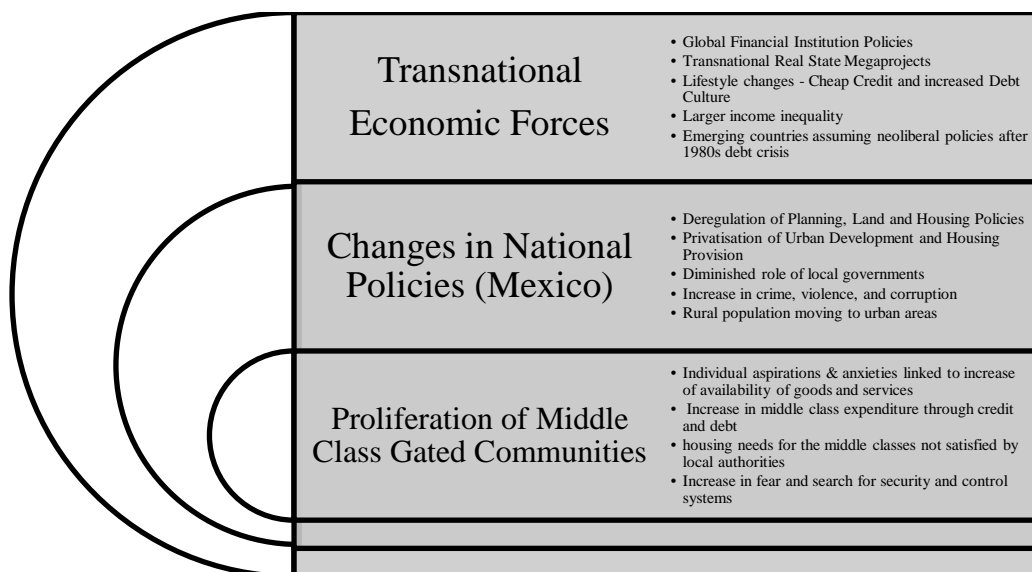 Transnational
Economic Forces
• Global Financial Institution Policies
• Transnational Real State Megaprojects
• Lifestyle changes - Cheap Credit and increased Debt
Culture
• Larger income inequality
• Emerging countries assuming neoliberal policies after
1980s debt crisis
Changes in National
Policies (Mexico)
• Deregulation of Planning, Land and Housing Policies
• Privatisation of Urban Development and Housing
Provision
• Diminished role of local governments
• Increase in crime, violence, and corruption
• Rural population moving to urban areas
Proliferation of Middle
Class Gated Communities
• Individual aspirations & anxieties linked to increase
of availability of goods and services
• Increase in middle class expenditure through credit
and debt
• housing needs for the middle classes not satisfied by
local authorities
• Increase in fear and search for security and control
systems